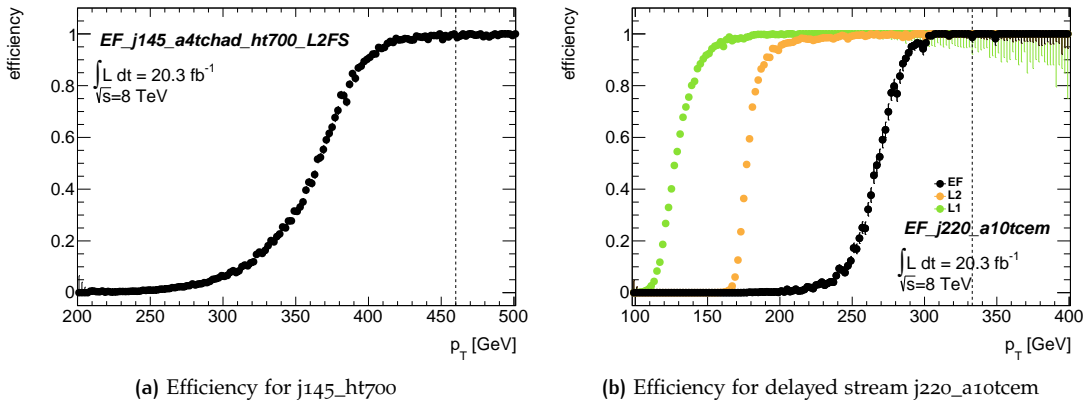 efficiency
EF_j145_a4tchad_ht700_L2FS
∫L dt = 20.3 fb⁻¹
√s=8 TeV
1
0.8
0.6
0.4
0.2
0
200 250 300 350 400 450 500
p_T [GeV]
(a) Efficiency for j145_ht700
efficiency
1
0.8
0.6
0.4
0.2
0
EF
L2
L1
EF_j220_a10tcem
∫L dt = 20.3 fb⁻¹
√s=8 TeV
100 150 200 250 300 350 400
p_T [GeV]
(b) Efficiency for delayed stream j220_a10tcem